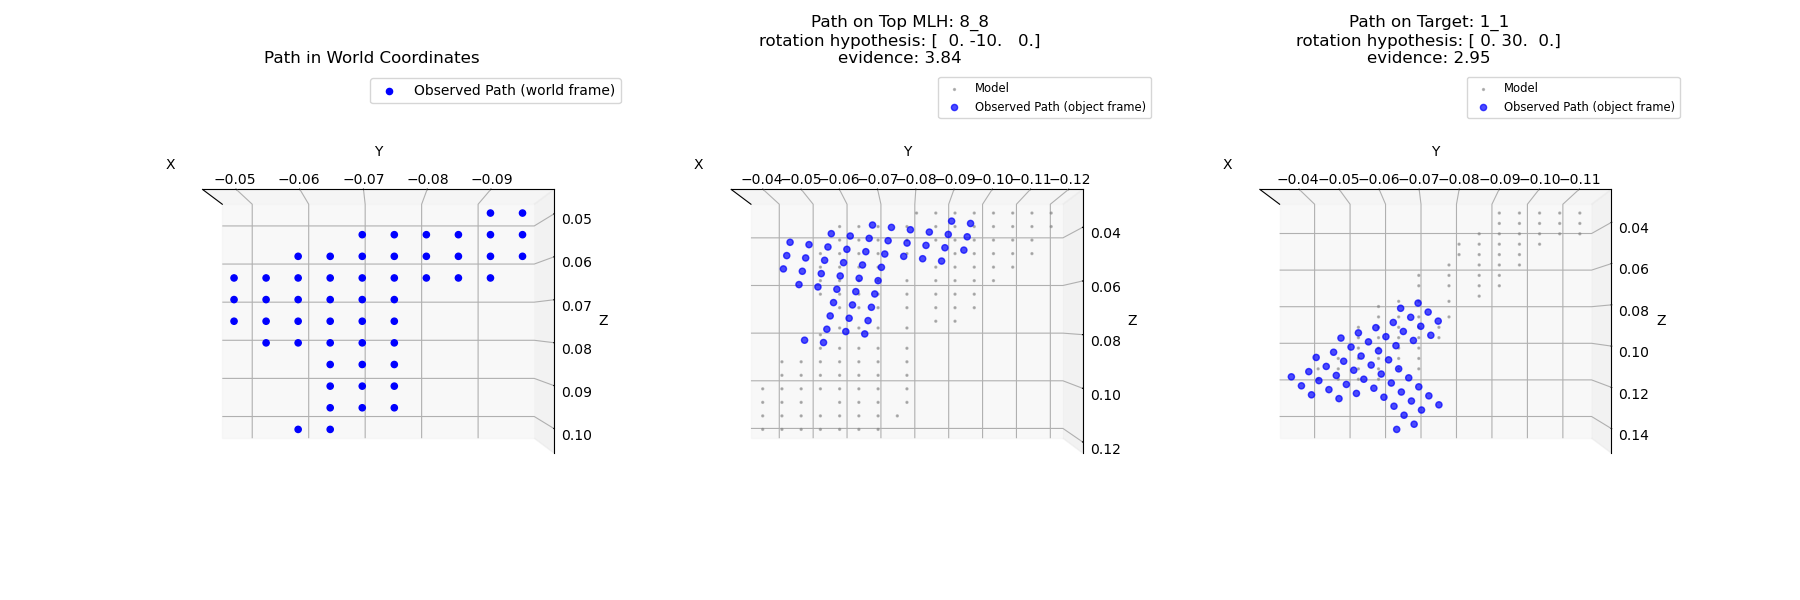 Path in World Coordinates
Observed Path (world frame)
X
Y
−0.05 −0.06 −0.07 −0.08 −0.09
0.05
0.06
0.07
0.08
0.09
0.10
Z
Path on Top MLH: 8_8
rotation hypothesis: [  0. -10.   0.]
evidence: 3.84
Model
Observed Path (object frame)
X
Y
−0.04 −0.05 −0.06 −0.07 −0.08 −0.09 −0.10 −0.11 −0.12
0.04
0.06
0.08
0.10
0.12
Z
Path on Target: 1_1
rotation hypothesis: [ 0. 30.  0.]
evidence: 2.95
Model
Observed Path (object frame)
X
Y
−0.04 −0.05 −0.06 −0.07 −0.08 −0.09 −0.10 −0.11
0.04
0.06
0.08
0.10
0.12
0.14
Z